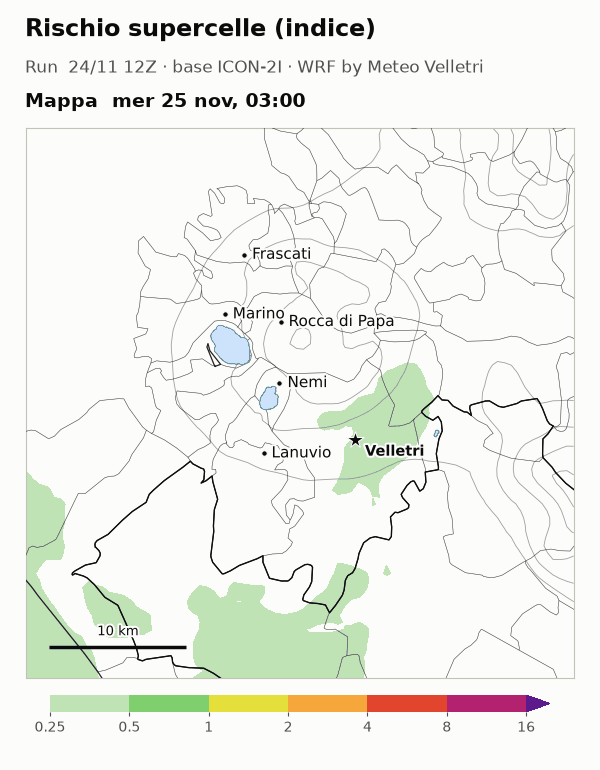 Rischio supercelle (indice)
Run  24/11 12Z · base ICON-2I · WRF by Meteo Velletri
Mappa  mer 25 nov, 03:00
Frascati
Marino
Rocca di Papa
Nemi
Velletri
Lanuvio
10 km
0.25 0.5 1 2 4 8 16